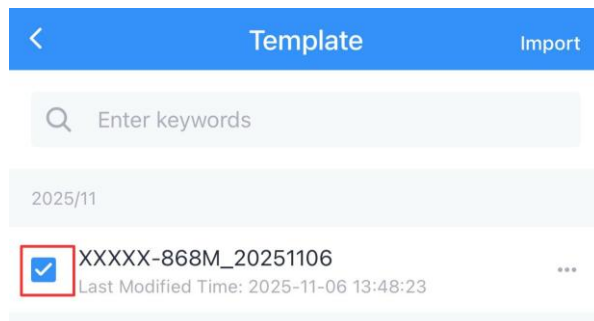 Template
Import
Enter keywords
2025/11
XXXXX-868M_20251106
Last Modified Time: 2025-11-06 13:48:23